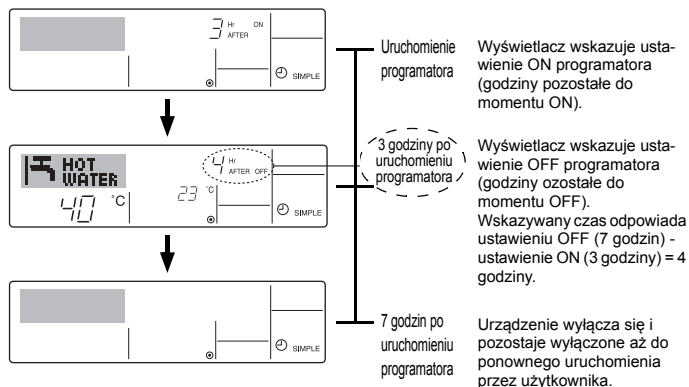 3 Hr ON
AFTER
SIMPLE
Uruchomienie
programatora
Wyświetlacz wskazuje usta-
wienie ON programatora
(godziny pozostałe do
momentu ON).
HOT
WATER
4 Hr
AFTER OFF
40 °C
23 °C
SIMPLE
3 godziny po
uruchomieniu
programatora
Wyświetlacz wskazuje usta-
wienie OFF programatora
(godziny ozostałe do
momentu OFF).
Wskazywany czas odpowiada
ustawieniu OFF (7 godzin) -
ustawienie ON (3 godziny) = 4
godziny.
SIMPLE
7 godzin po
uruchomieniu
programatora
Urządzenie wyłącza się i
pozostaje wyłączone aż do
ponownego uruchomienia
przez użytkownika.